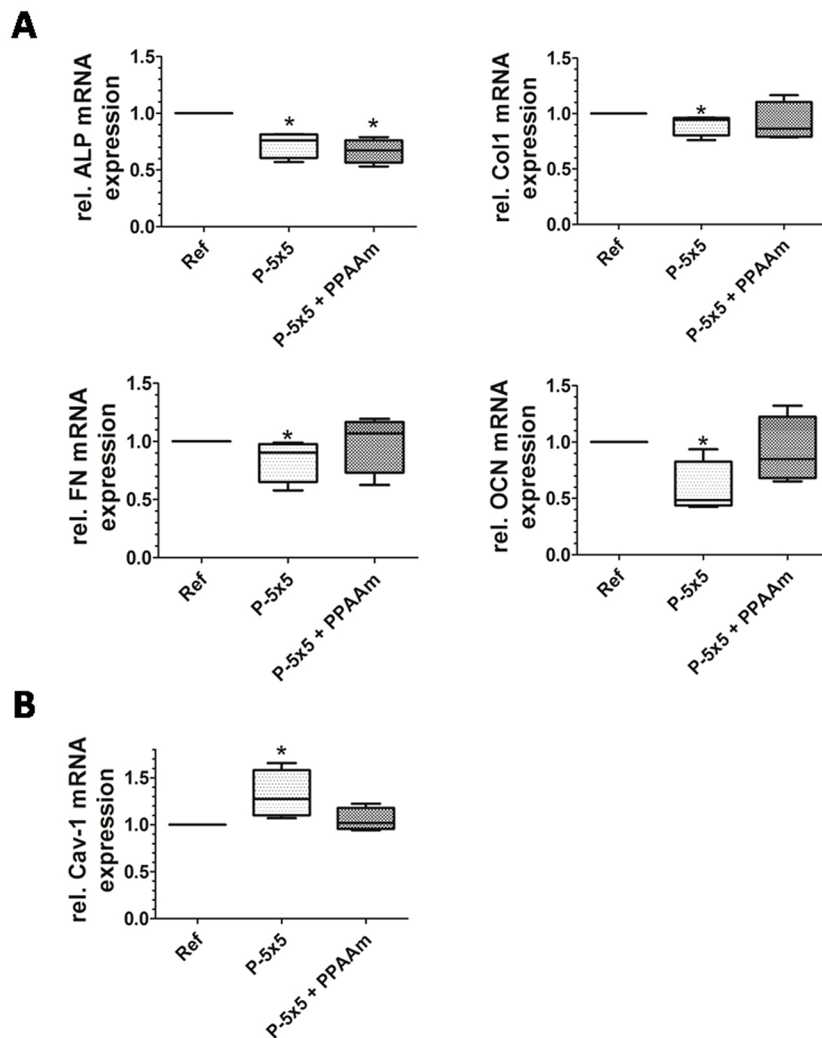 A
rel. ALP mRNA
expression
1.5
1.0
0.5
0.0
*
*
Ref
P-5x5
P-5x5 + PPAAm
rel. Col1 mRNA
expression
1.5
1.0
0.5
0.0
*
Ref
P-5x5
P-5x5 + PPAAm
rel. FN mRNA
expression
1.5
1.0
0.5
0.0
*
Ref
P-5x5
P-5x5 + PPAAm
rel. OCN mRNA
expression
1.5
1.0
0.5
0.0
*
Ref
P-5x5
P-5x5 + PPAAm
B
rel. Cav-1 mRNA
expression
1.5
1.0
0.5
0.0
*
Ref
P-5x5
P-5x5 + PPAAm